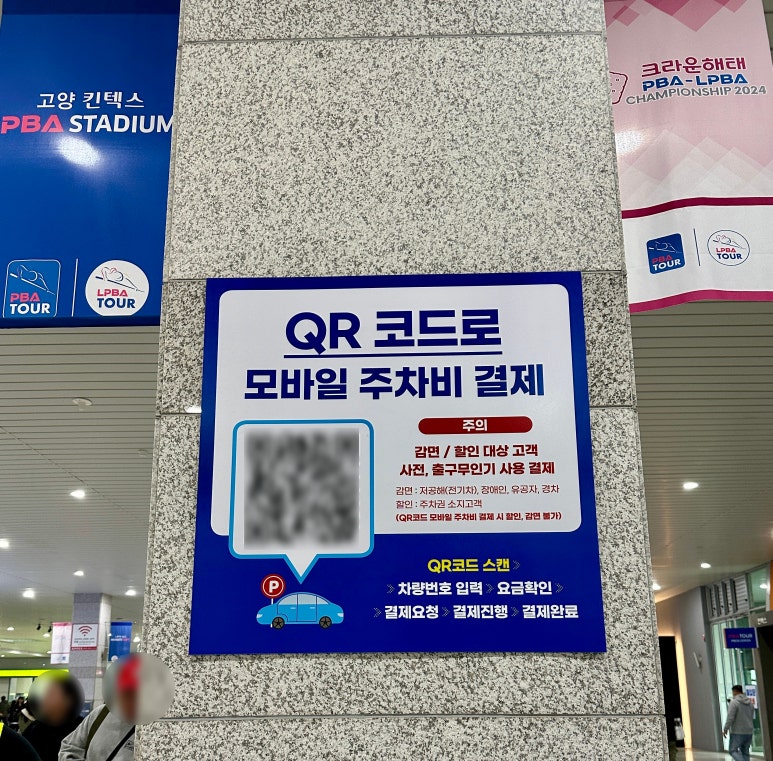 고양 킨텍스
PBA STADIUM
PBA
TOUR
LPBA
TOUR
크라운해태
PBA-LPBA
CHAMPIONSHIP 2024
PBA
TOUR
LPBA
TOUR
QR 코드로
모바일 주차비 결제
주의
감면 / 할인 대상 고객
사전, 출구무인기 사용 결제
감면 : 저공해(전기차), 장애인, 유공자, 경차
할인 : 주차권 소지고객
(QR코드 모바일 주차비 결제 시 할인, 감면 불가)
P
QR코드 스캔 》
》 차량번호 입력 》 요금확인 》
》 결제요청 》 결제진행 》 결제완료
TOUR